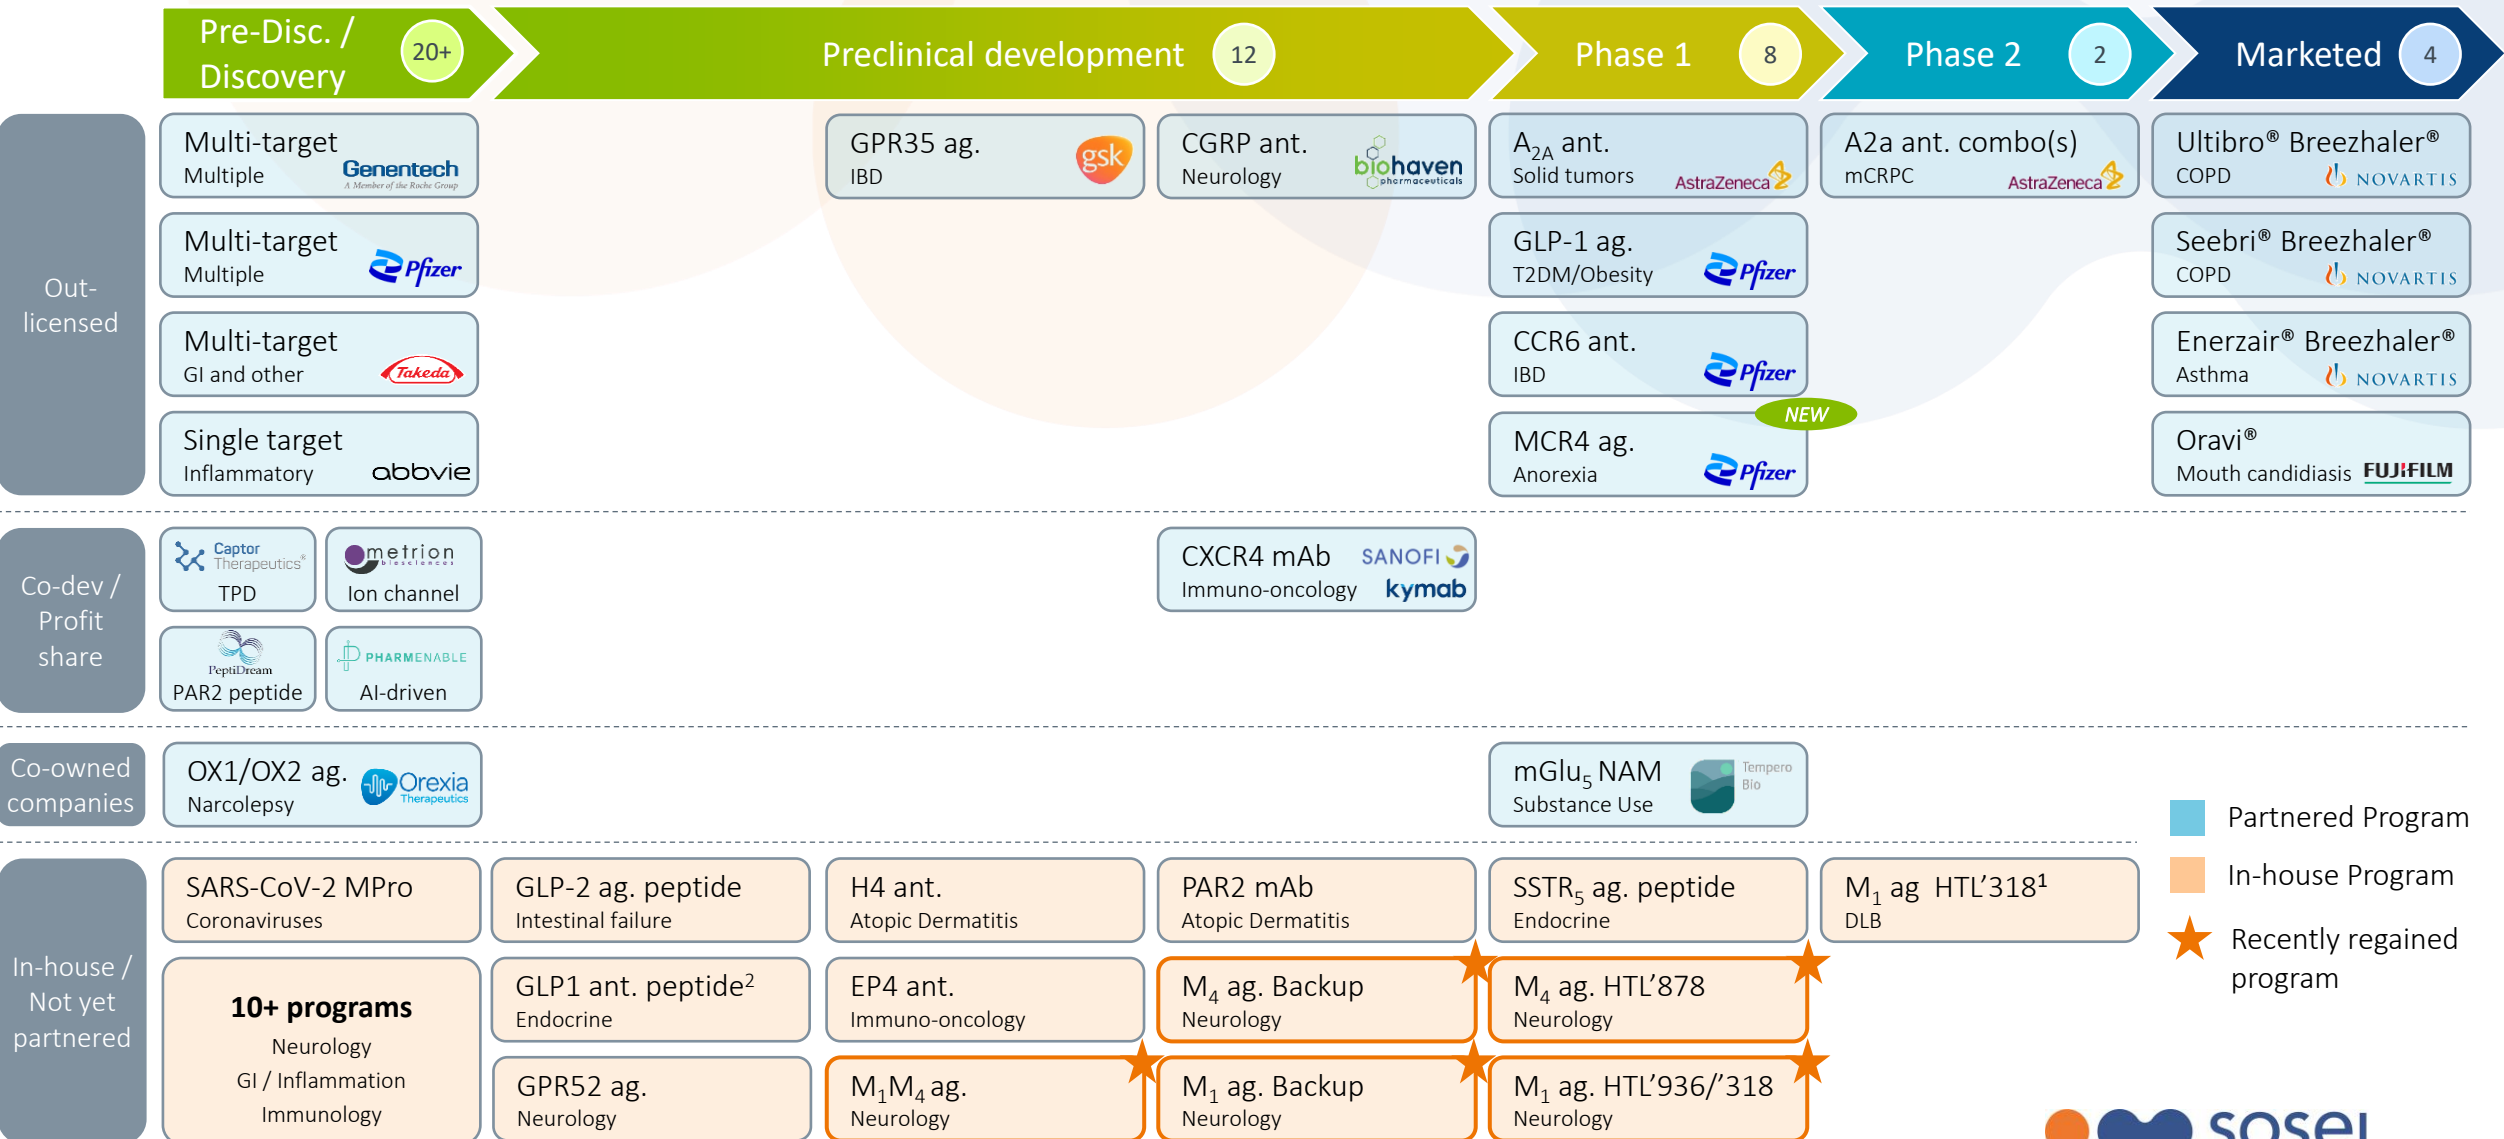 Pre-Disc. /
Discovery
20+
Preclinical development
12
Phase 1
8
Phase 2
2
Marketed
4
Out-
licensed
Multi-target
Multiple
Genentech
A Member of the Roche Group
GPR35 ag.
IBD
gsk
CGRP ant.
Neurology
biohaven
pharmaceuticals
A2A ant.
Solid tumors
AstraZeneca
A2a ant. combo(s)
mCRPC
AstraZeneca
Ultibro® Breezhaler®
COPD
NOVARTIS
Multi-target
Multiple
Pfizer
GLP-1 ag.
T2DM/Obesity
Pfizer
Seebri® Breezhaler®
COPD
NOVARTIS
Multi-target
GI and other
Takeda
CCR6 ant.
IBD
Pfizer
Enerzair® Breezhaler®
Asthma
NOVARTIS
Single target
Inflammatory
abbvie
NEW
MCR4 ag.
Anorexia
Pfizer
Oravi®
Mouth candidiasis
FUJIFILM
Co-dev /
Profit
share
Captor
Therapeutics®
TPD
metrion
biosciences
Ion channel
CXCR4 mAb
Immuno-oncology
SANOFI
kymab
PeptiDream
PAR2 peptide
PHARMENABLE
AI-driven
Co-owned
companies
OX1/OX2 ag.
Narcolepsy
Orexia
Therapeutics
mGlu5 NAM
Substance Use
Tempero
Bio
Partnered Program
In-house Program
Recently regained
program
In-house /
Not yet
partnered
SARS-CoV-2 MPro
Coronaviruses
GLP-2 ag. peptide
Intestinal failure
H4 ant.
Atopic Dermatitis
PAR2 mAb
Atopic Dermatitis
SSTR5 ag. peptide
Endocrine
M1 ag HTL’318¹
DLB
10+ programs
Neurology
GI / Inflammation
Immunology
GLP1 ant. peptide²
Endocrine
EP4 ant.
Immuno-oncology
M4 ag. Backup
Neurology
M4 ag. HTL’878
Neurology
GPR52 ag.
Neurology
M1M4 ag.
Neurology
M1 ag. Backup
Neurology
M1 ag. HTL’936/’318
Neurology
sosei